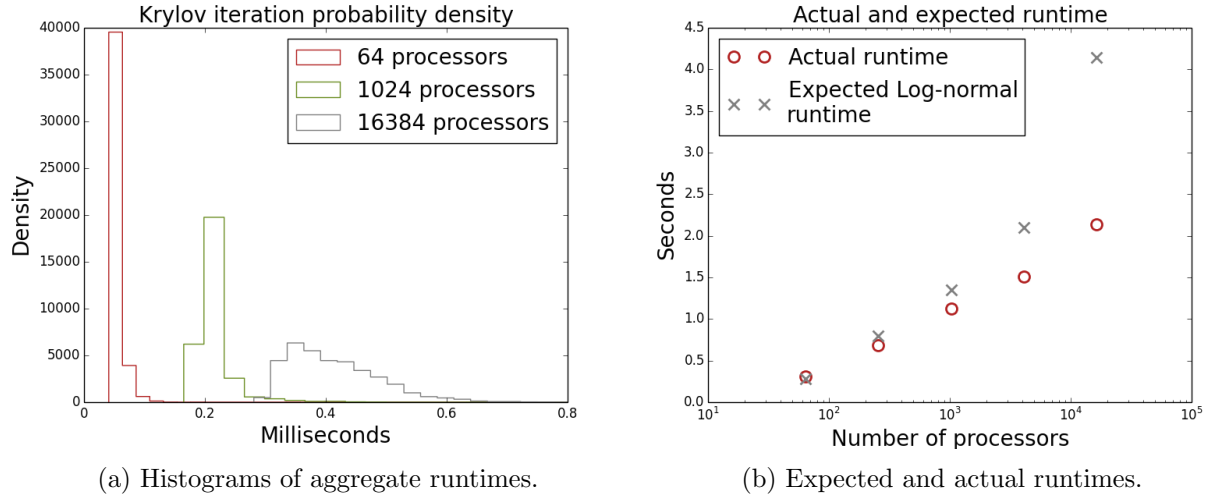 Krylov iteration probability density
40000
35000
30000
25000
20000
15000
10000
5000
0
Density
64 processors
1024 processors
16384 processors
0
0.2
0.4
0.6
0.8
Milliseconds
(a) Histograms of aggregate runtimes.
Actual and expected runtime
4.5
4.0
3.5
3.0
2.5
2.0
1.5
1.0
0.5
0.0
Seconds
Actual runtime
Expected Log-normal
runtime
10^1
10^2
10^3
10^4
10^5
Number of processors
(b) Expected and actual runtimes.